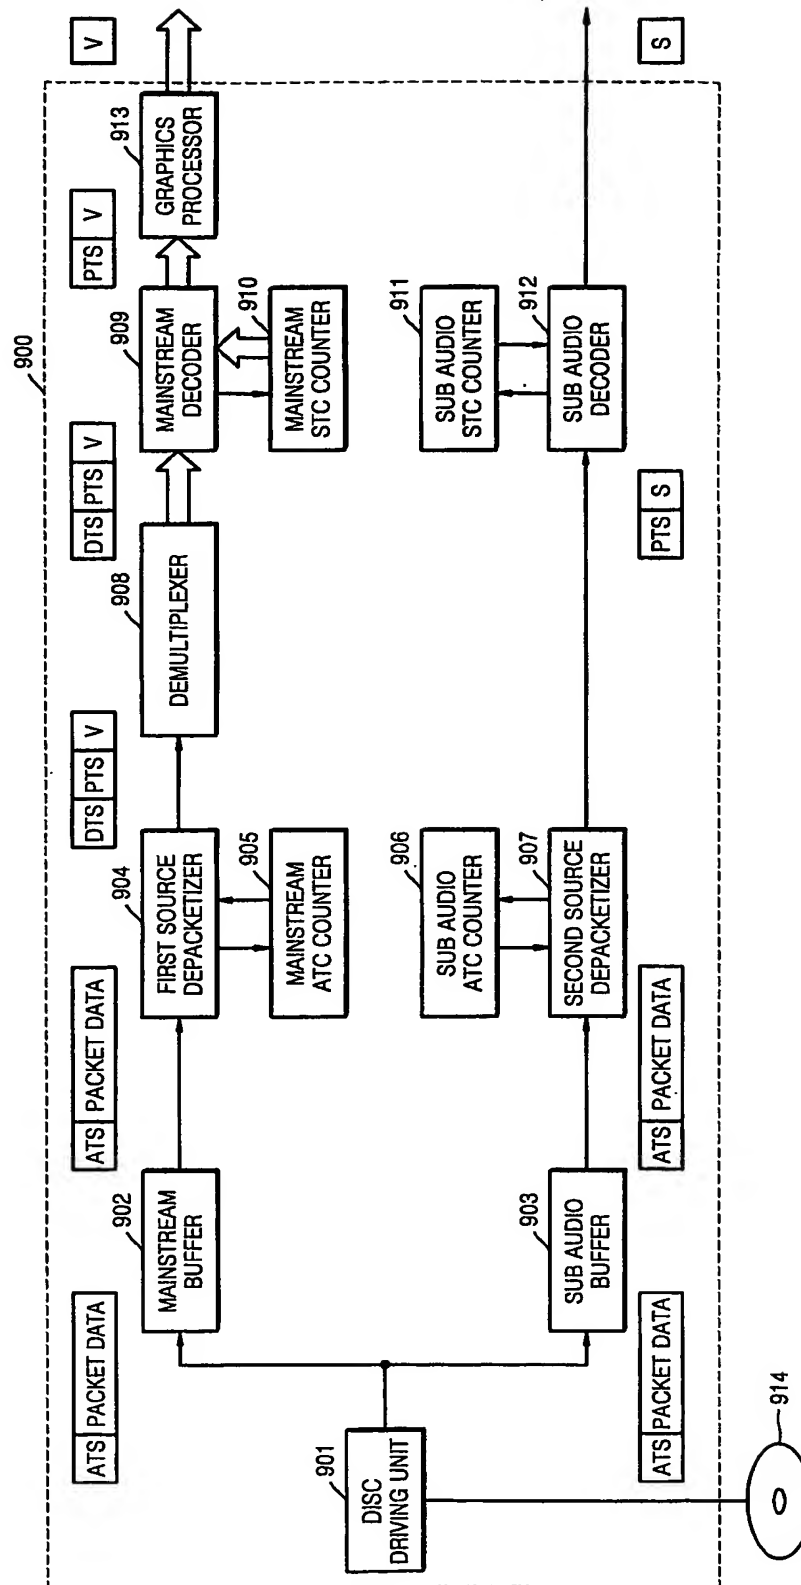 900
ATS PACKET DATA
ATS PACKET DATA
DTS PTS V
DTS PTS V
PTS V
V
901
DISC
DRIVING UNIT
902
MAINSTREAM
BUFFER
904
FIRST SOURCE
DEPACKETIZER
905
MAINSTREAM
ATC COUNTER
908
DEMULTIPLEXER
909
MAINSTREAM
DECODER
910
MAINSTREAM
STC COUNTER
913
GRAPHICS
PROCESSOR
903
SUB AUDIO
BUFFER
906
SUB AUDIO
ATC COUNTER
907
SECOND SOURCE
DEPACKETIZER
911
SUB AUDIO
STC COUNTER
912
SUB AUDIO
DECODER
ATS PACKET DATA
ATS PACKET DATA
PTS S
S
914